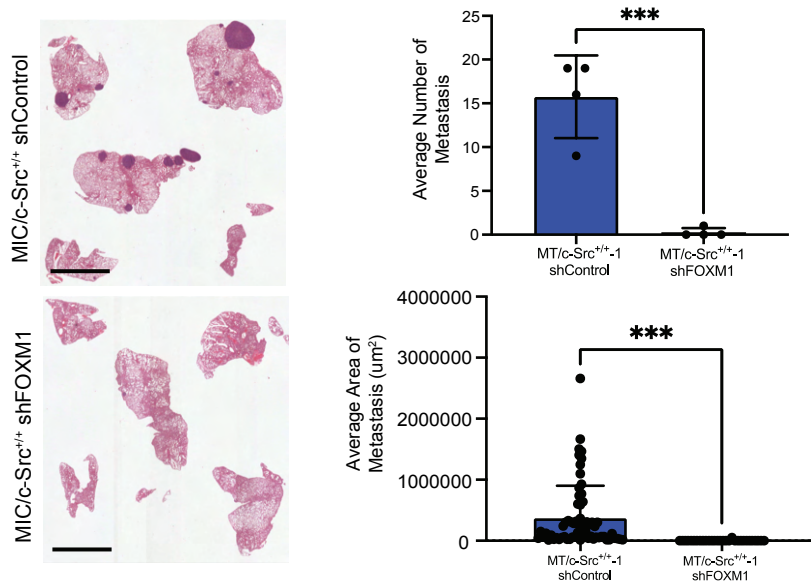 MIC/c-Src+/+ shControl
MIC/c-Src+/+ shFOXM1
***
Average Number of
Metastasis
25
20
15
10
5
0
MT/c-Src+/+-1
shControl
MT/c-Src+/+-1
shFOXM1
***
Average Area of
Metastasis (um²)
4000000
3000000
2000000
1000000
0
MT/c-Src+/+-1
shControl
MT/c-Src+/+-1
shFOXM1